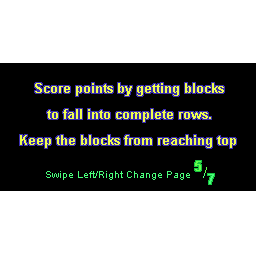 Score points by getting blocks
to fall into complete rows.
Keep the blocks from reaching top
Swipe Left/Right Change Page 5/7